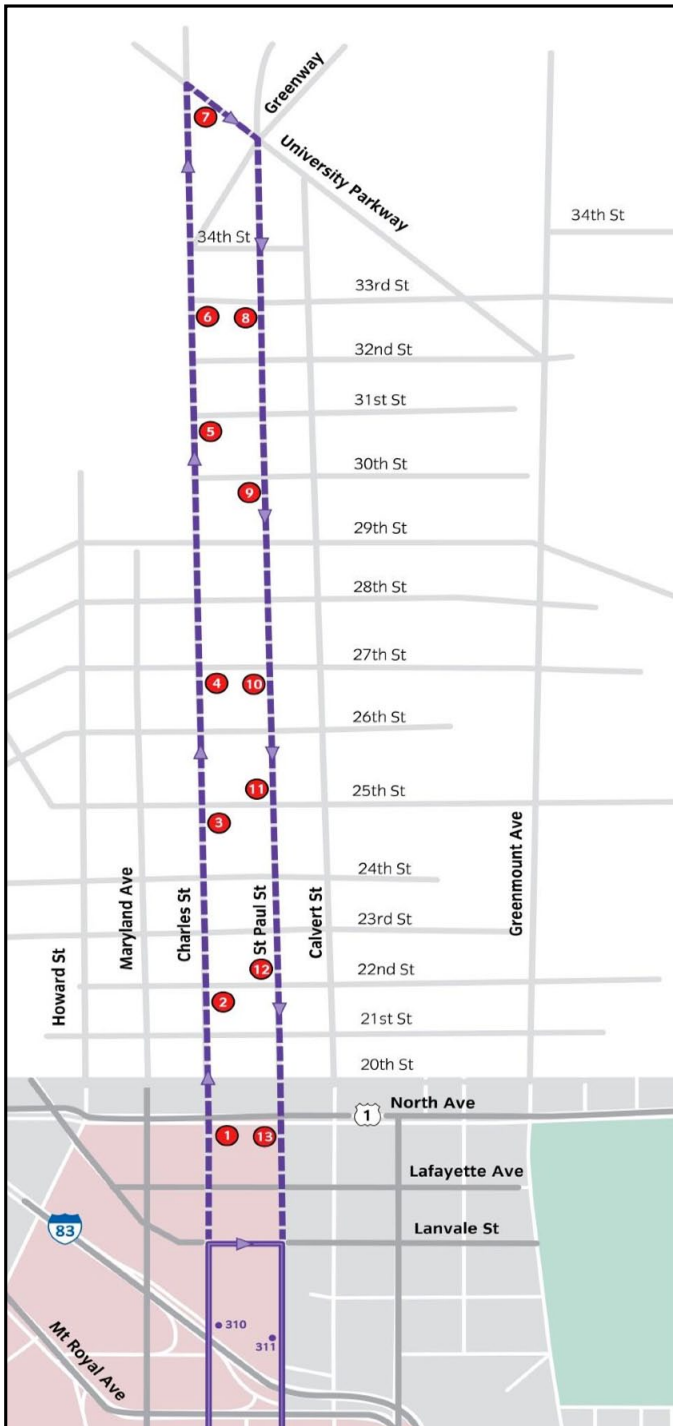 Greenway
7
University Parkway
34th St
34th St
33rd St
6
8
32nd St
31st St
5
30th St
9
29th St
28th St
27th St
4
10
26th St
11
25th St
3
24th St
Howard St
Maryland Ave
Charles St
St Paul St
Calvert St
Greenmount Ave
23rd St
12
22nd St
2
21st St
20th St
North Ave
1
1
13
Lafayette Ave
83
Lanvale St
310
311
Mt Royal Ave